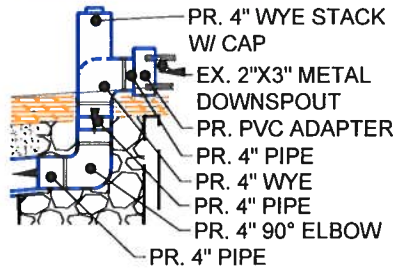 PR. 4" WYE STACK
W/ CAP
EX. 2"X3" METAL
DOWNSPOUT
PR. PVC ADAPTER
PR. 4" PIPE
PR. 4" WYE
PR. 4" PIPE
PR. 4" 90° ELBOW
PR. 4" PIPE